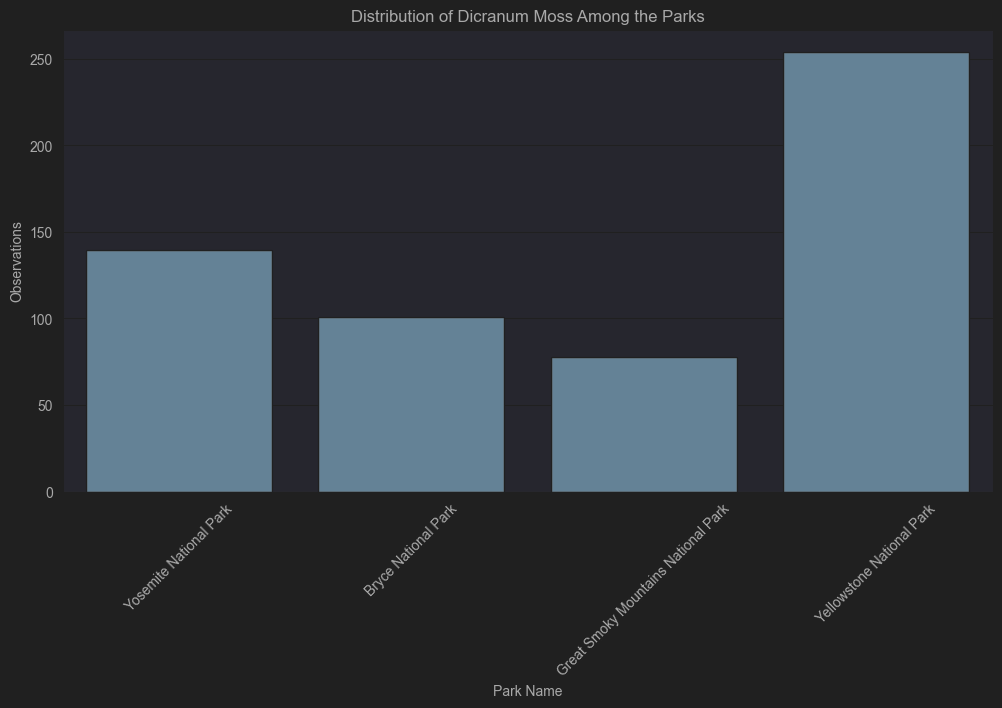 Distribution of Dicranum Moss Among the Parks
Observations
250
200
150
100
50
0
Yosemite National Park
Bryce National Park
Great Smoky Mountains National Park
Yellowstone National Park
Park Name